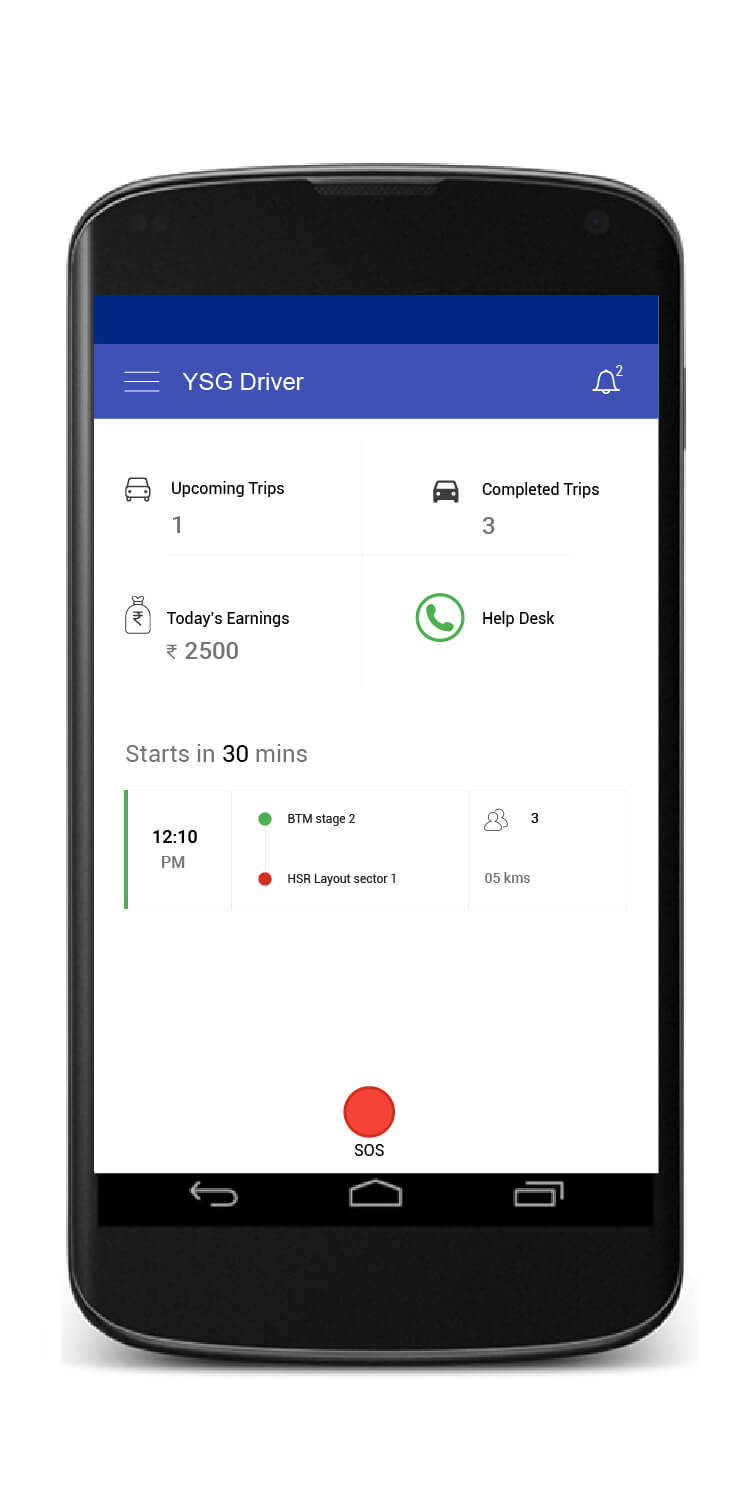 YSG Driver
2
Upcoming Trips
1
Completed Trips
3
₹
Today's Earnings
₹ 2500
Help Desk
Starts in 30 mins
12:10
PM
BTM stage 2
HSR Layout sector 1
3
05 kms
SOS